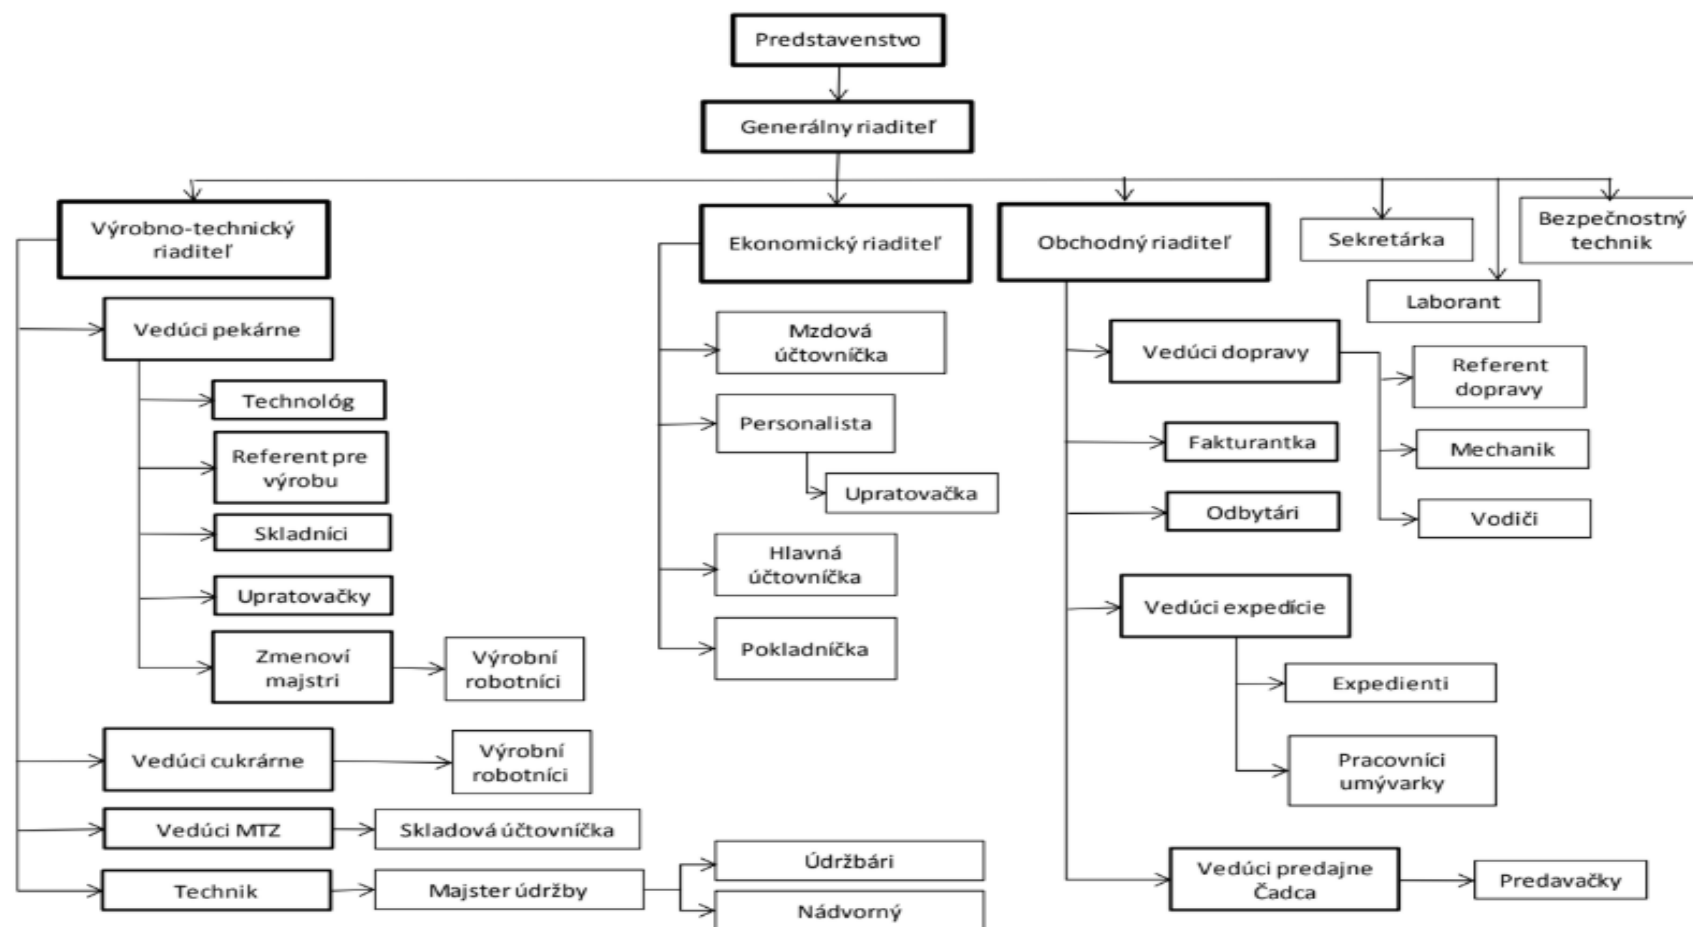 Predstavenstvo
Generálny riaditeľ
Výrobno-technický
riaditeľ
Ekonomický riaditeľ
Obchodný riaditeľ
Sekretárka
Bezpečnostný
technik
Laborant
Vedúci pekárne
Technológ
Referent pre
výrobu
Skladníci
Upratovačky
Zmenoví
majstri
Výrobní
robotníci
Vedúci cukrárne
Výrobní
robotníci
Vedúci MTZ
Skladová účtovníčka
Technik
Majster údržby
Údržbári
Nádvorný
Mzdová
účtovníčka
Personalista
Upratovačka
Hlavná
účtovníčka
Pokladníčka
Vedúci dopravy
Referent
dopravy
Mechanik
Vodiči
Fakturantka
Odbytári
Vedúci expedície
Expedienti
Pracovníci
umývarky
Vedúci predajne
Čadca
Predavačky